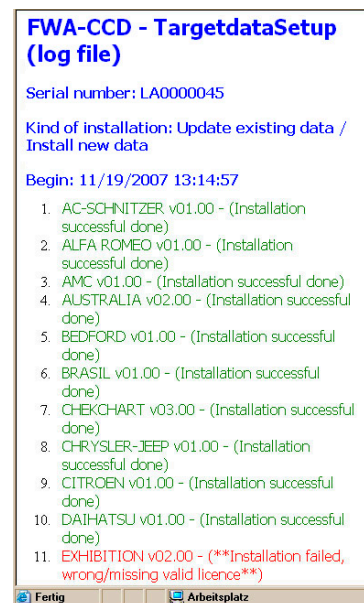 FWA-CCD - TargetdataSetup
(log file)
Serial number: LA0000045
Kind of installation: Update existing data /
Install new data
Begin: 11/19/2007 13:14:57
1. AC-SCHNITZER v01.00 - (Installation
successful done)
2. ALFA ROMEO v01.00 - (Installation
successful done)
3. AMC v01.00 - (Installation successful done)
4. AUSTRALIA v02.00 - (Installation successful
done)
5. BEDFORD v01.00 - (Installation successful
done)
6. BRASIL v01.00 - (Installation successful
done)
7. CHEKCHART v03.00 - (Installation successful
done)
8. CHRYSLER-JEEP v01.00 - (Installation
successful done)
9. CITROEN v01.00 - (Installation successful
done)
10. DAIHATSU v01.00 - (Installation successful
done)
11. EXHIBITION v02.00 - (**Installation failed,
wrong/missing valid licence**)
Fertig Arbeitsplatz